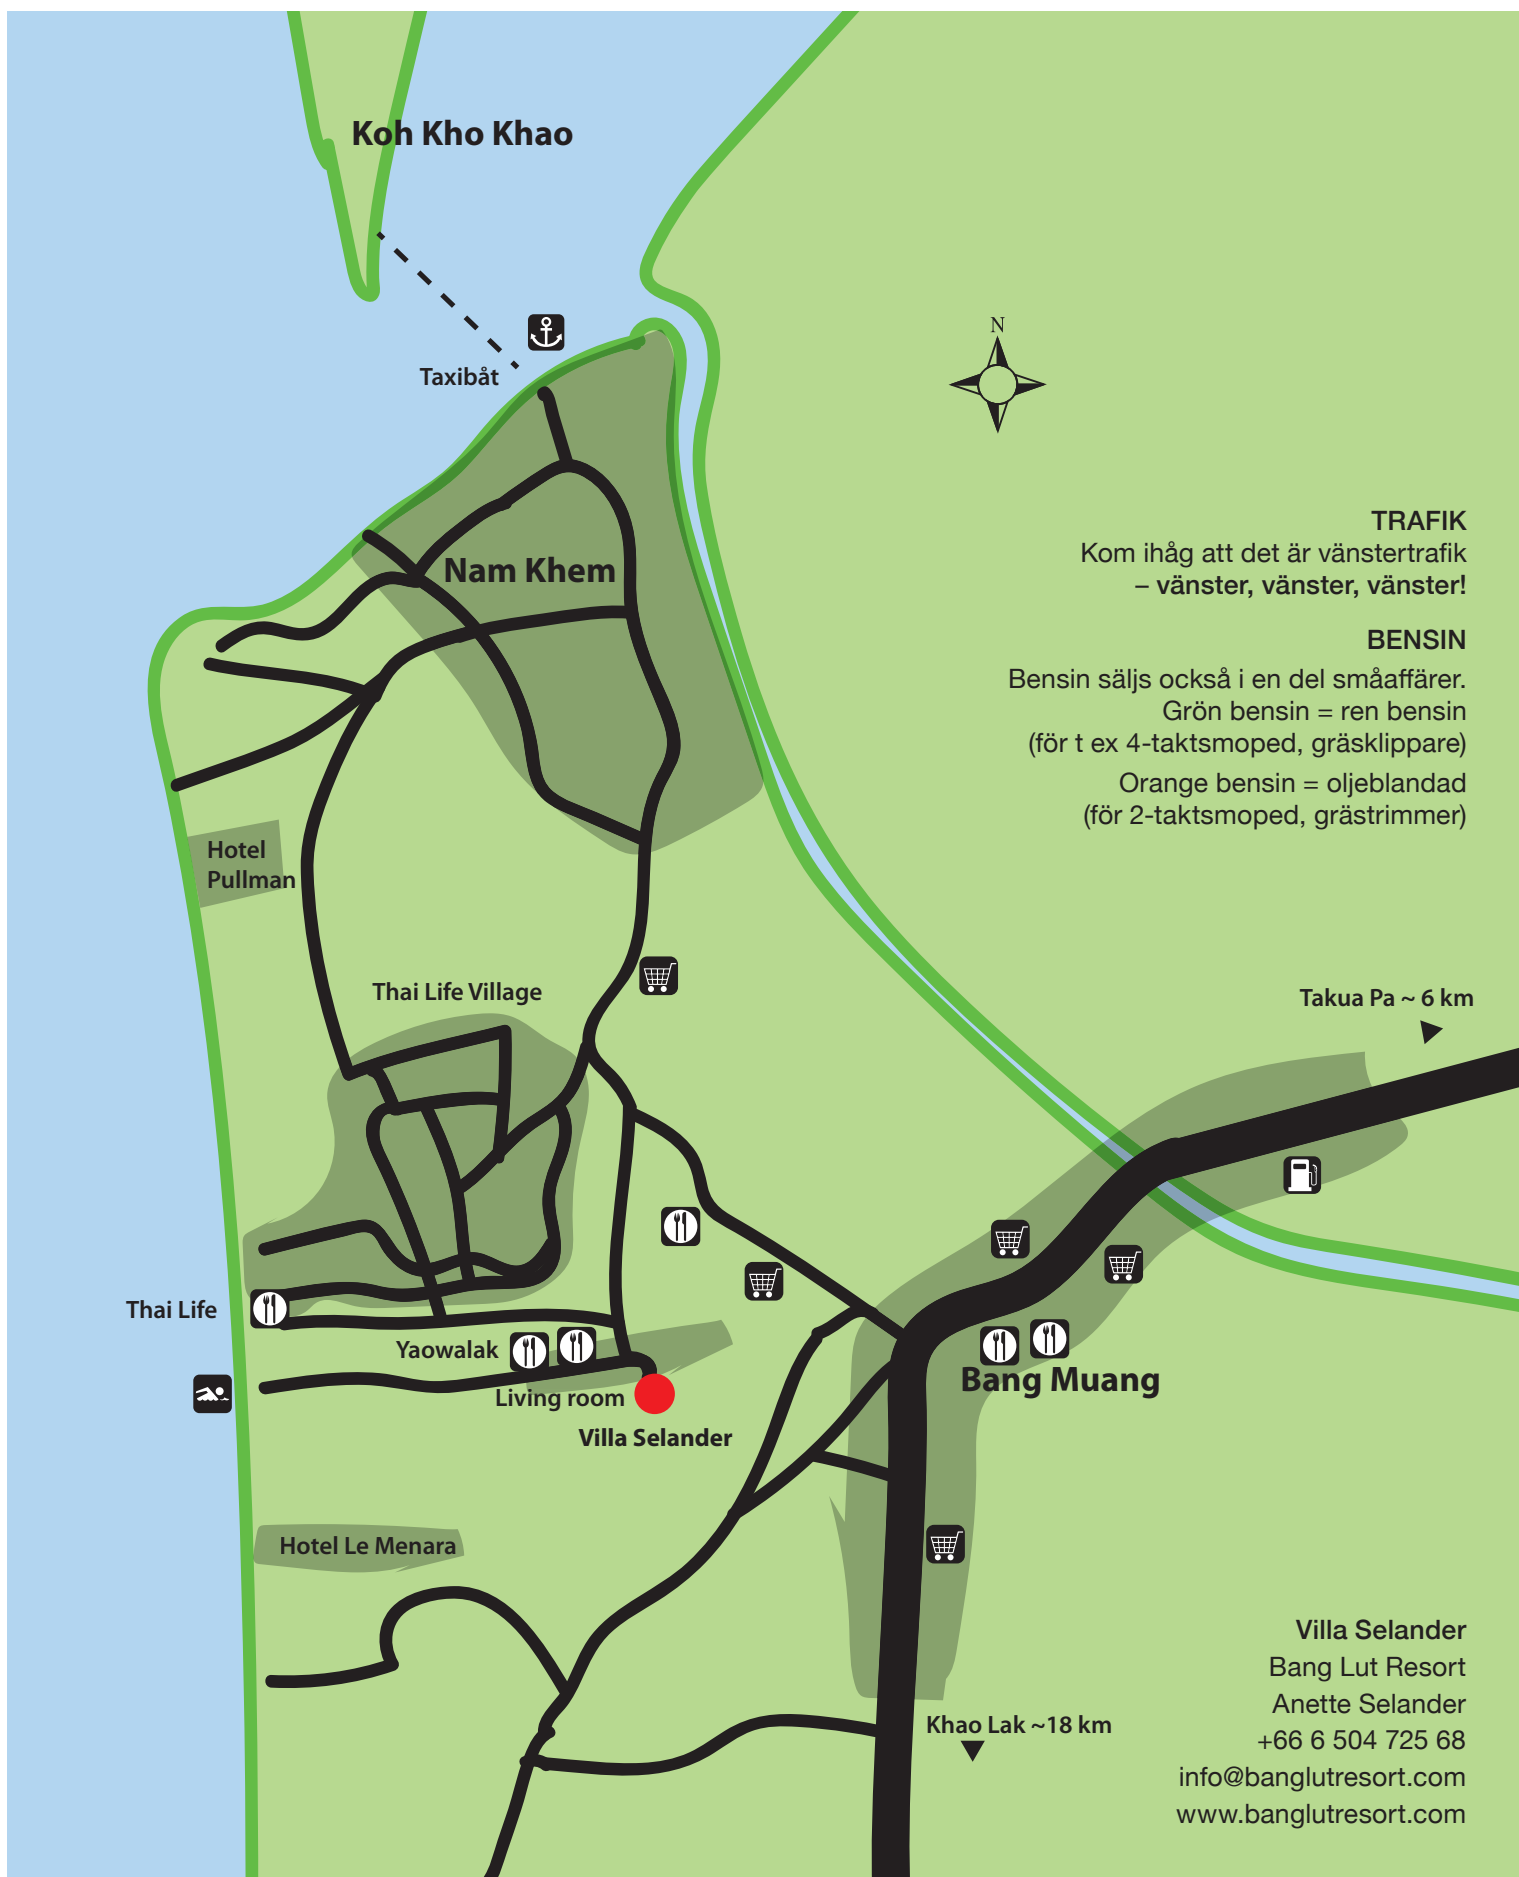 Koh Kho Khao
Taxibåt
N
Nam Khem
TRAFIK
Kom ihåg att det är vänstertrafik
– vänster, vänster, vänster!
BENSIN
Bensin säljs också i en del småaffärer.
Grön bensin = ren bensin
(för t ex 4-taktsmoped, gräsklippare)
Orange bensin = oljeblandad
(för 2-taktsmoped, grästrimmer)
Hotel
Pullman
Thai Life Village
Takua Pa ~ 6 km
Thai Life
Yaowalak
Living room
Villa Selander
Bang Muang
Hotel Le Menara
Khao Lak ~18 km
Villa Selander
Bang Lut Resort
Anette Selander
+66 6 504 725 68
info@banglutresort.com
www.banglutresort.com